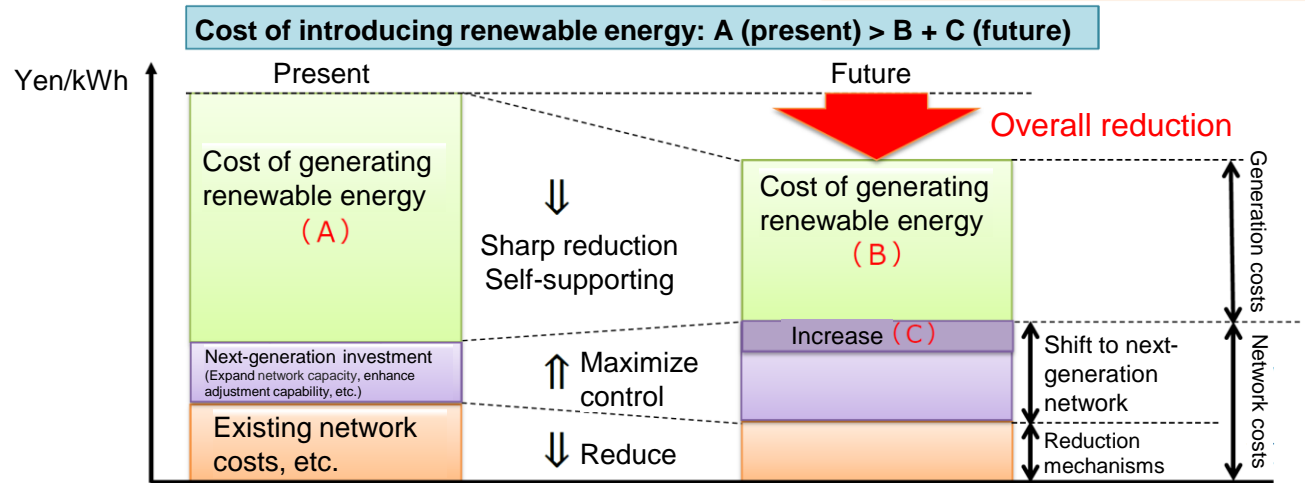 Cost of introducing renewable energy: A (present) > B + C (future)
Yen/kWh
Present
Future
Overall reduction
Cost of generating
renewable energy
(A)
⇓
Sharp reduction
Self-supporting
Cost of generating
renewable energy
(B)
Generation costs
Next-generation investment
(Expand network capacity, enhance
adjustment capability, etc.)
⇑ Maximize
control
Increase (C)
Shift to next-
generation
network
Network costs
Existing network
costs, etc.
⇓ Reduce
Reduction
mechanisms